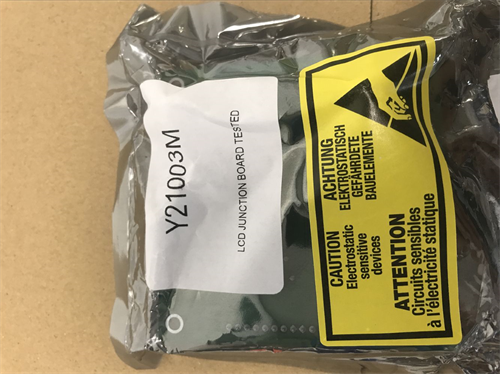 Y21003M
LCD JUNCTION BOARD TESTED
CAUTION
Electrostatic
sensitive
devices
ACHTUNG
ELEKTROSTATISCH
GEFÄHRDETE
BAUELEMENTE
ATTENTION
Circuits sensibles
à l'électricité statique